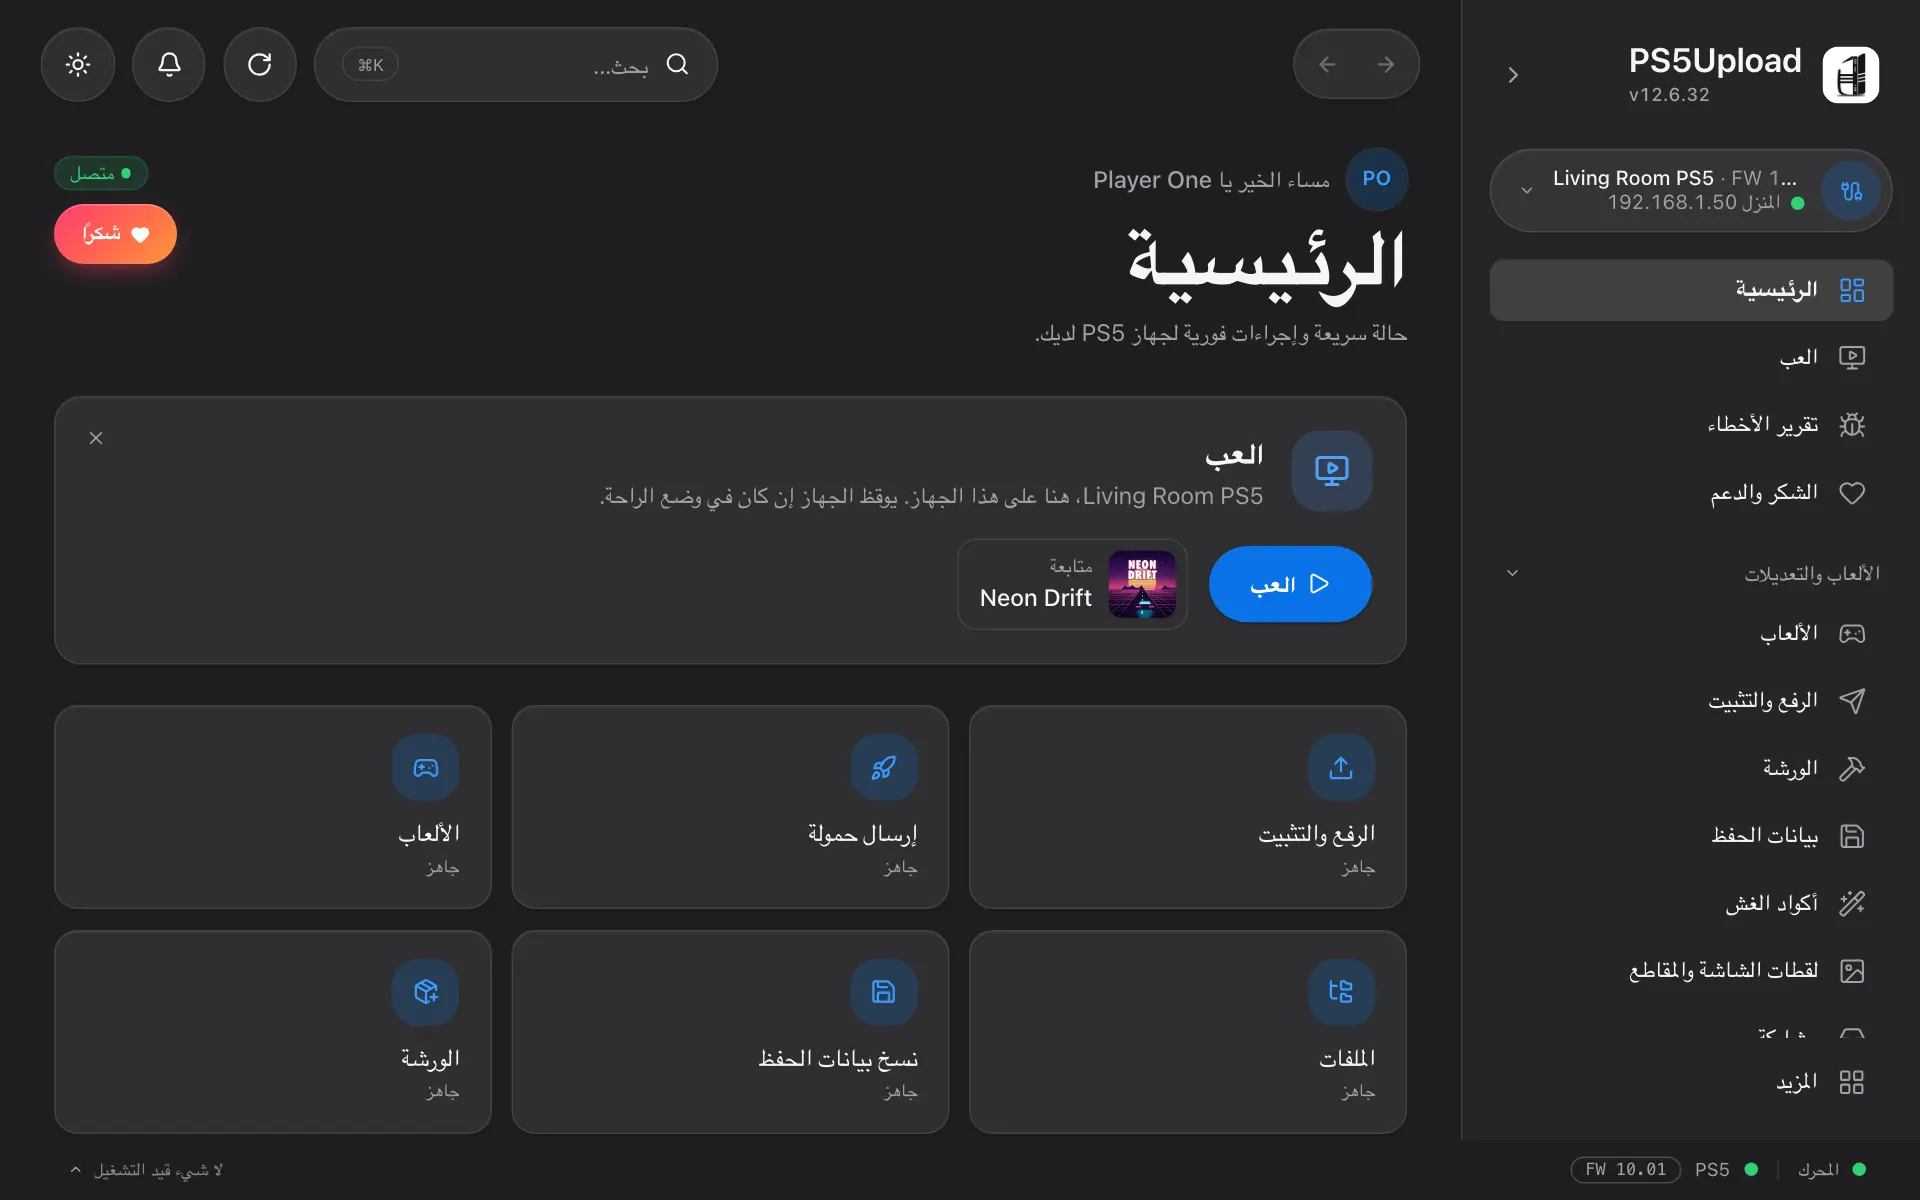 PS5Upload
v12.6.32
Living Room PS5 · FW 1...
المنزل 192.168.1.50
الرئيسية
العب
تقرير الأخطاء
الشكر والدعم
الألعاب والتعديلات
الألعاب
الرفع والتثبيت
الورشة
بيانات الحفظ
أكواد الغش
لقطات الشاشة والمقاطع
المزيد
بحث...
⌘K
PO
مساء الخير يا Player One
الرئيسية
حالة سريعة وإجراءات فورية لجهاز PS5 لديك.
متصل
شكرًا
العب
Living Room PS5، هنا على هذا الجهاز. يوقظ الجهاز إن كان في وضع الراحة.
العب
متابعة
Neon Drift
NEON
DRIFT
الرفع والتثبيت
جاهز
إرسال حمولة
جاهز
الألعاب
جاهز
الملفات
جاهز
نسخ بيانات الحفظ
جاهز
الورشة
جاهز
المحرك
PS5
FW 10.01
لا شيء قيد التشغيل